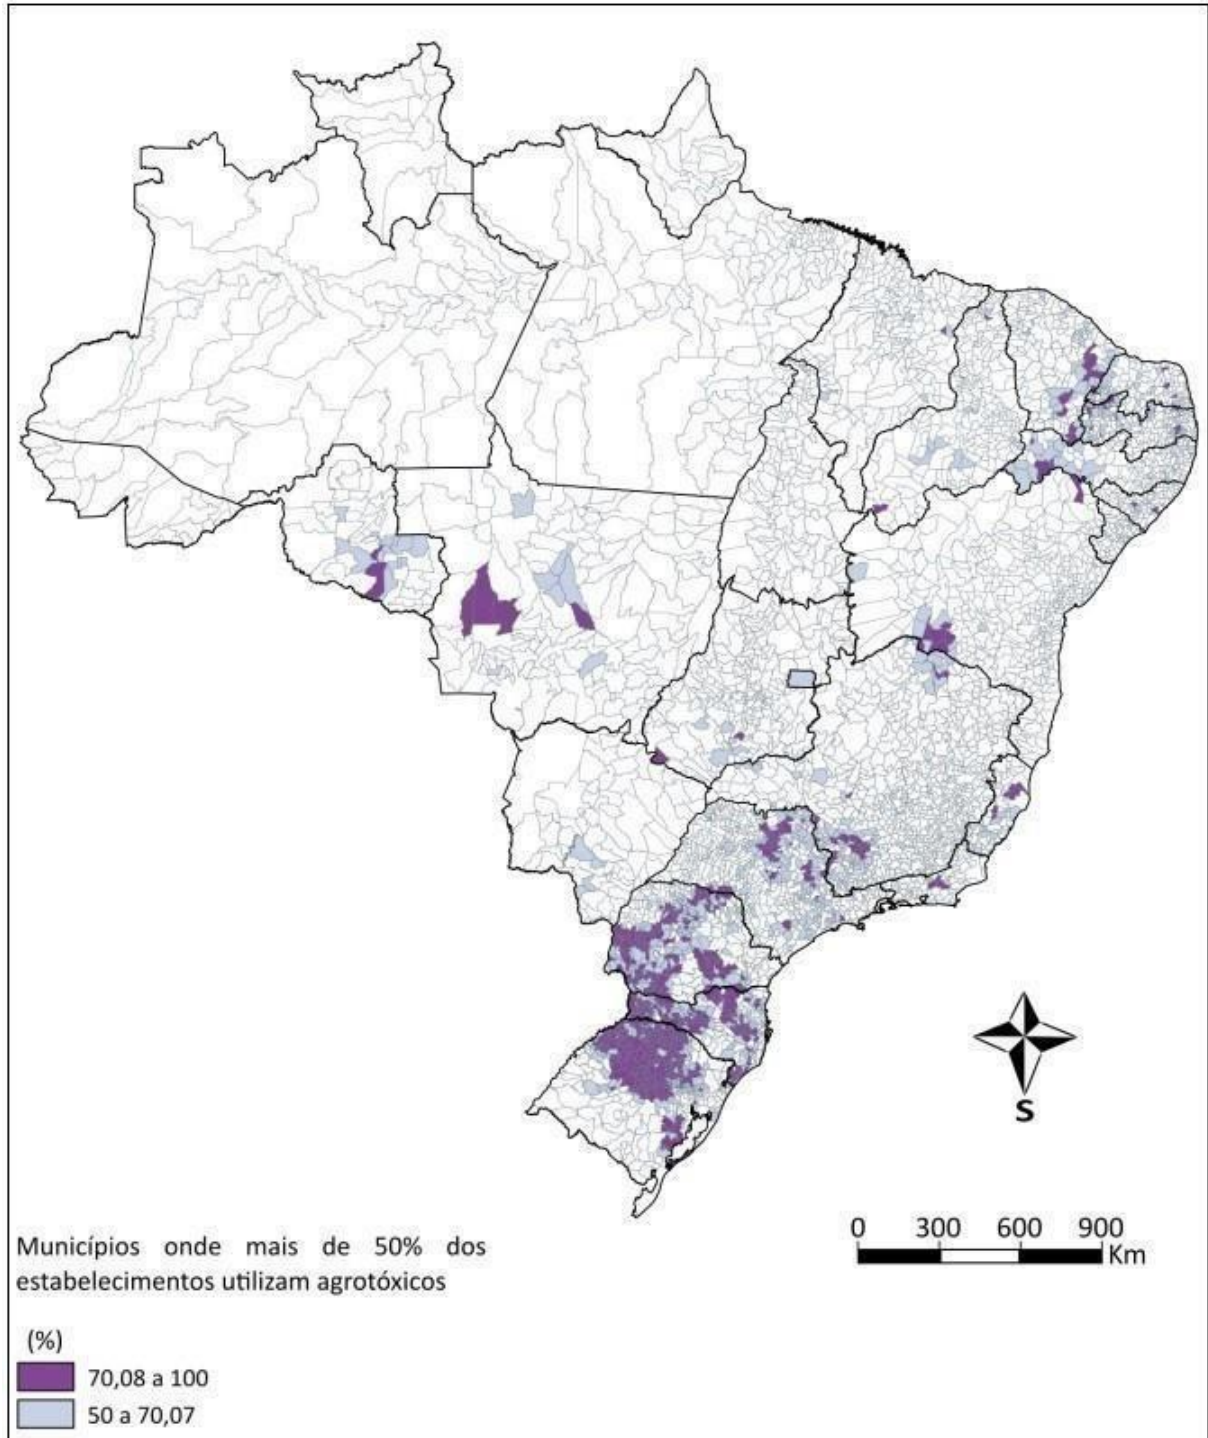 S
0 300 600 900
Km
Municípios onde mais de 50% dos
estabelecimentos utilizam agrotóxicos
(%)
70,08 a 100
50 a 70,07